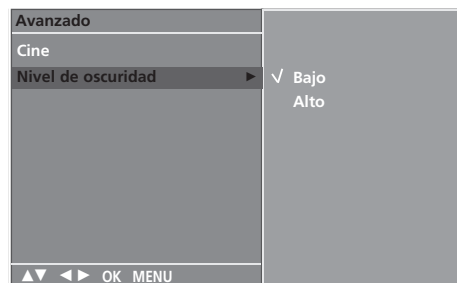 Avanzado
Cine
Nivel de oscuridad ►
√ Bajo
Alto
▲▼ ◄► OK MENU